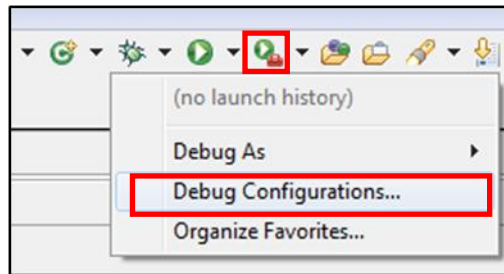 (no launch history)
Debug As
Debug Configurations...
Organize Favorites...